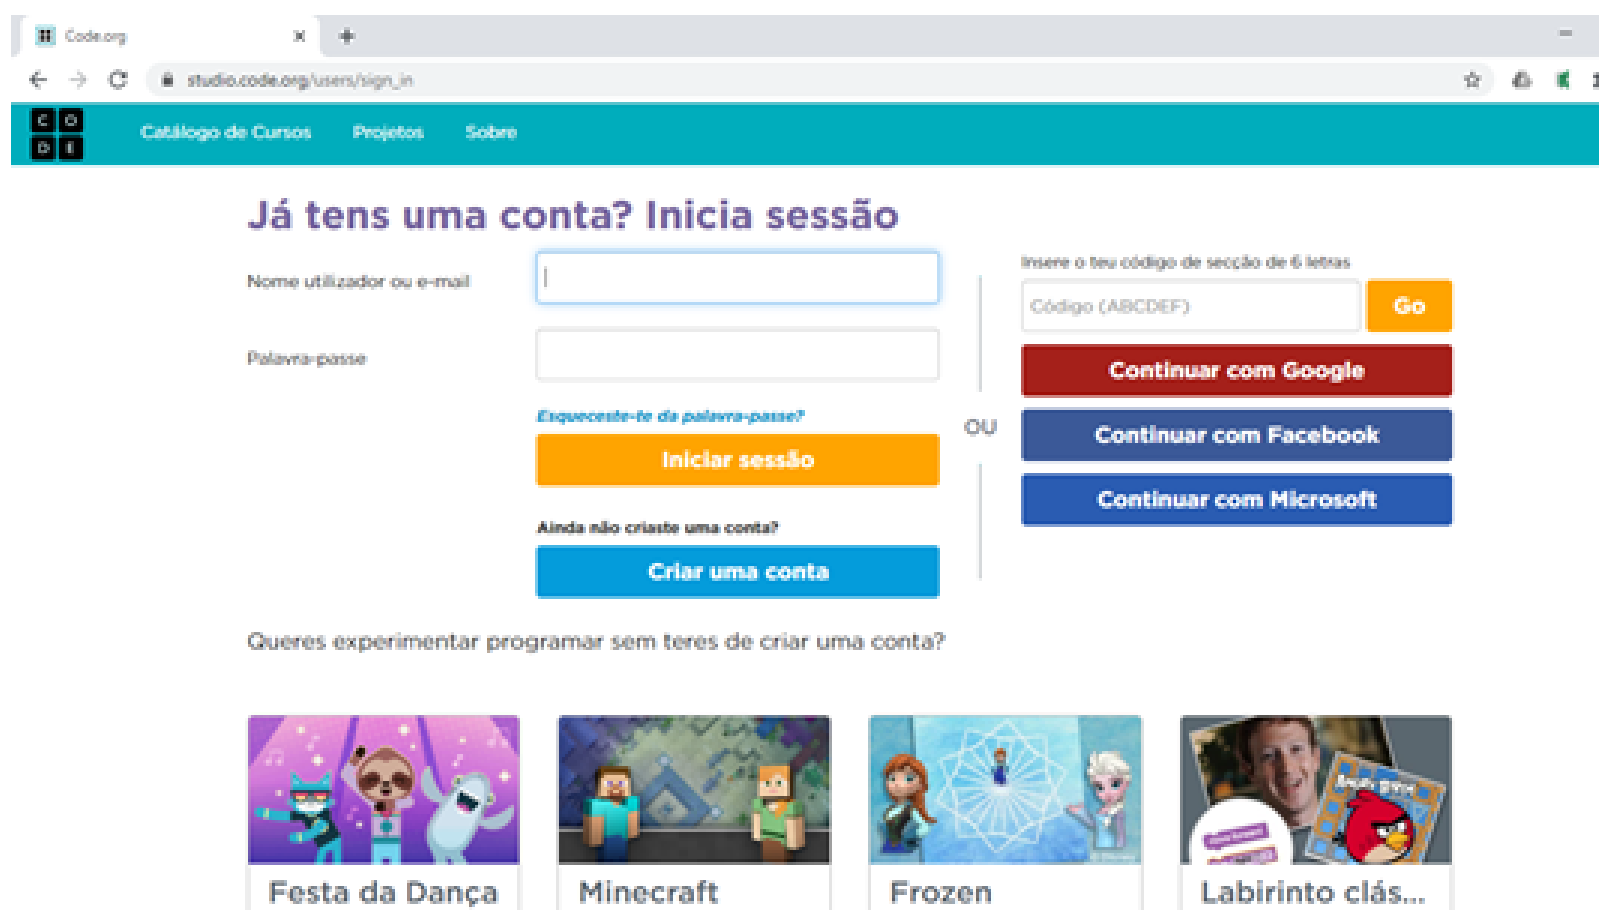 Code.org
studio.code.org/users/sign_in
C O
D E
Catálogo de Cursos Projetos Sobre
Já tens uma conta? Inicia sessão
Nome utilizador ou e-mail
Palavra-passe
Esqueceste-te da palavra-passe?
Iniciar sessão
Ainda não criaste uma conta?
Criar uma conta
OU
Insere o teu código de secção de 6 letras
Código (ABCDEF)
Go
Continuar com Google
Continuar com Facebook
Continuar com Microsoft
Queres experimentar programar sem teres de criar uma conta?
Festa da Dança
Minecraft
Frozen
Labirinto clás...